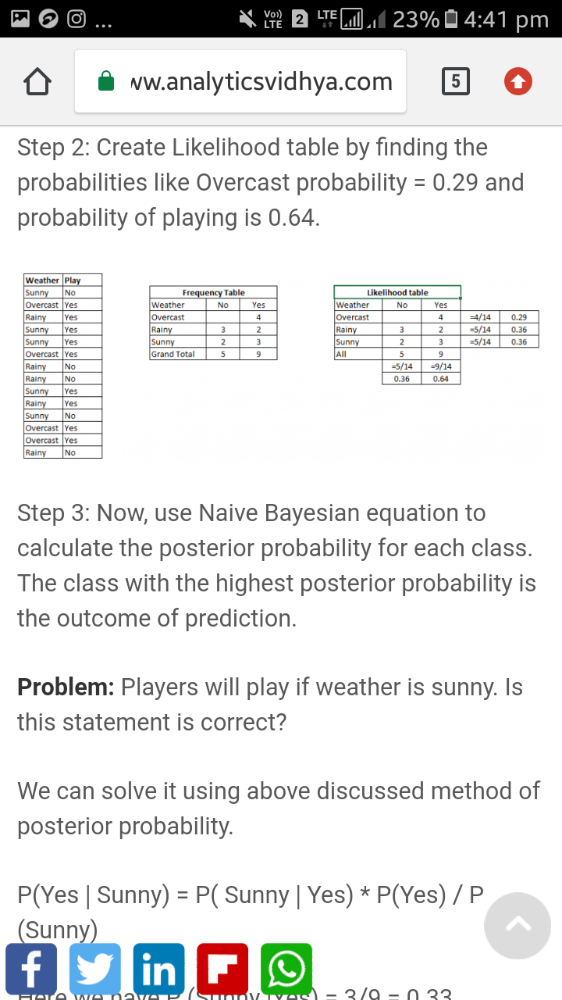 ... Vo)) LTE 2 LTE 23% 4:41 pm
ww.analyticsvidhya.com 5
Step 2: Create Likelihood table by finding the
probabilities like Overcast probability = 0.29 and
probability of playing is 0.64.
Weather Play
Sunny No
Overcast Yes
Rainy Yes
Sunny Yes
Sunny Yes
Overcast Yes
Rainy No
Rainy No
Sunny Yes
Rainy Yes
Sunny No
Overcast Yes
Overcast Yes
Rainy No
Frequency Table
Weather No Yes
Overcast 4
Rainy 3 2
Sunny 2 3
Grand Total 5 9
Likelihood table
Weather No Yes
Overcast 4 =4/14 0.29
Rainy 3 2 =5/14 0.36
Sunny 2 3 =5/14 0.36
All 5 9
=5/14 =9/14
0.36 0.64
Step 3: Now, use Naive Bayesian equation to
calculate the posterior probability for each class.
The class with the highest posterior probability is
the outcome of prediction.
Problem: Players will play if weather is sunny. Is
this statement is correct?
We can solve it using above discussed method of
posterior probability.
P(Yes | Sunny) = P( Sunny | Yes) * P(Yes) / P
(Sunny)
f in
Here we have P (Sunny |Yes) = 3/9 = 0.33